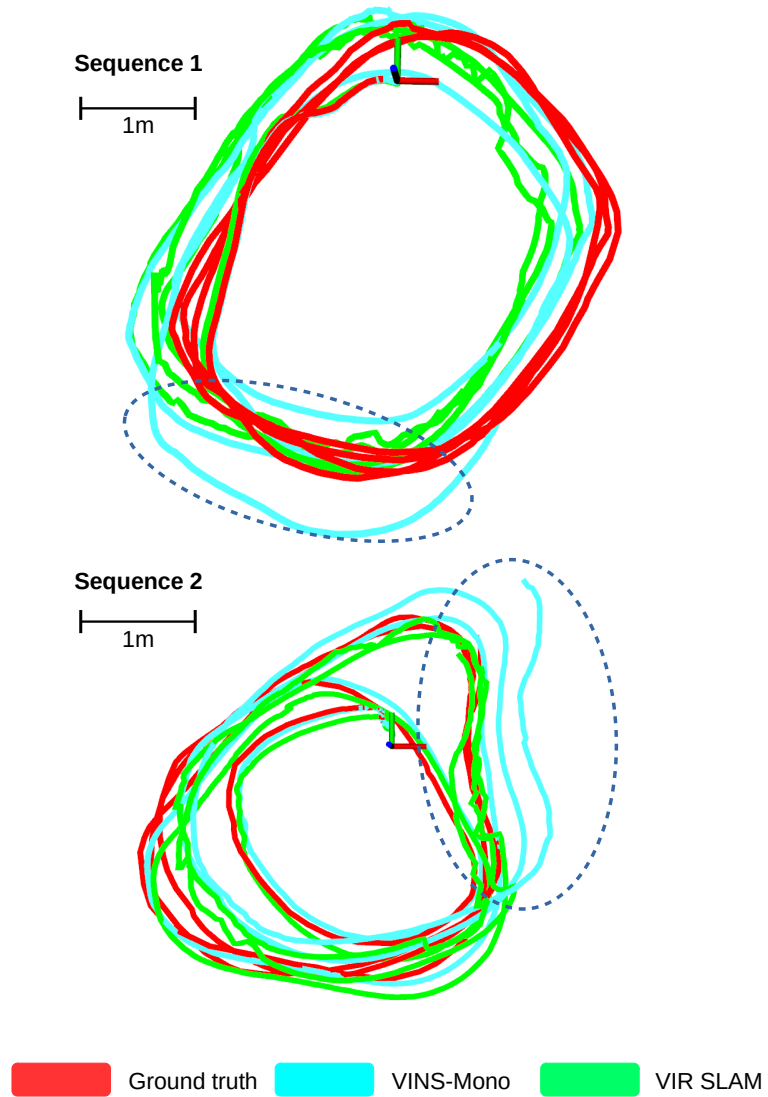 Sequence 1
1m
Sequence 2
1m
Ground truth
VINS-Mono
VIR SLAM